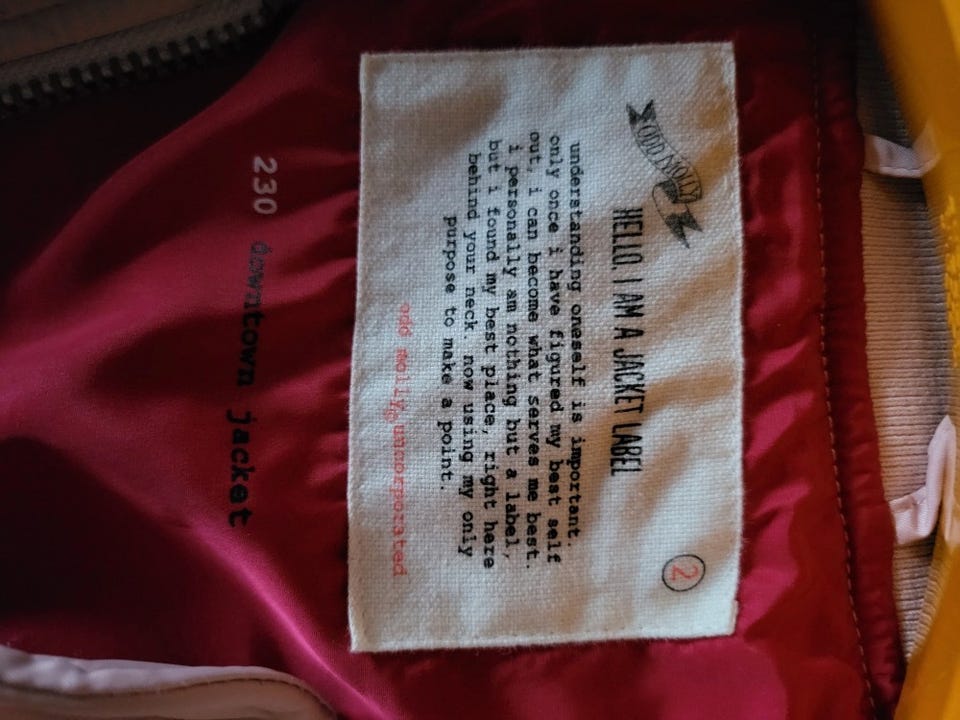 ODD MOLLY
HELLO. I AM A JACKET LABEL
2
understanding oneself is important.
only once i have figured my best self
out, i can become what serves me best.
i personally am nothing but a label,
but i found my best place, right here
behind your neck. now using my only
purpose to make a point.
odd molly, uncorporated
230 downtown jacket